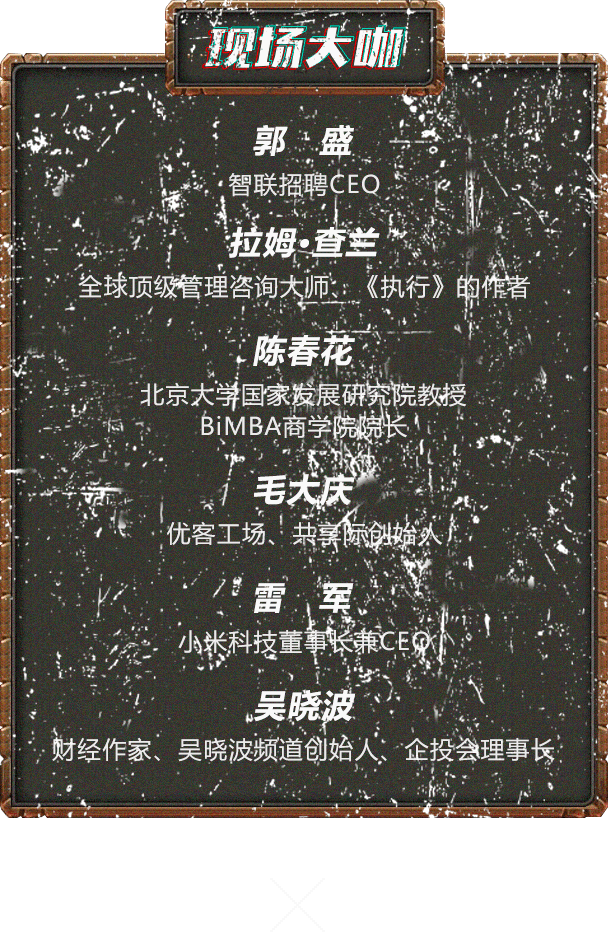 现场大咖
郭 盛
智联招聘CEO
拉姆·查兰
全球顶级管理咨询大师、《执行》的作者
陈春花
北京大学国家发展研究院教授
BiMBA商学院院长
毛大庆
优客工场、共享际创始人
雷 军
小米科技董事长兼CEO
吴晓波
财经作家、吴晓波频道创始人、企投会理事长